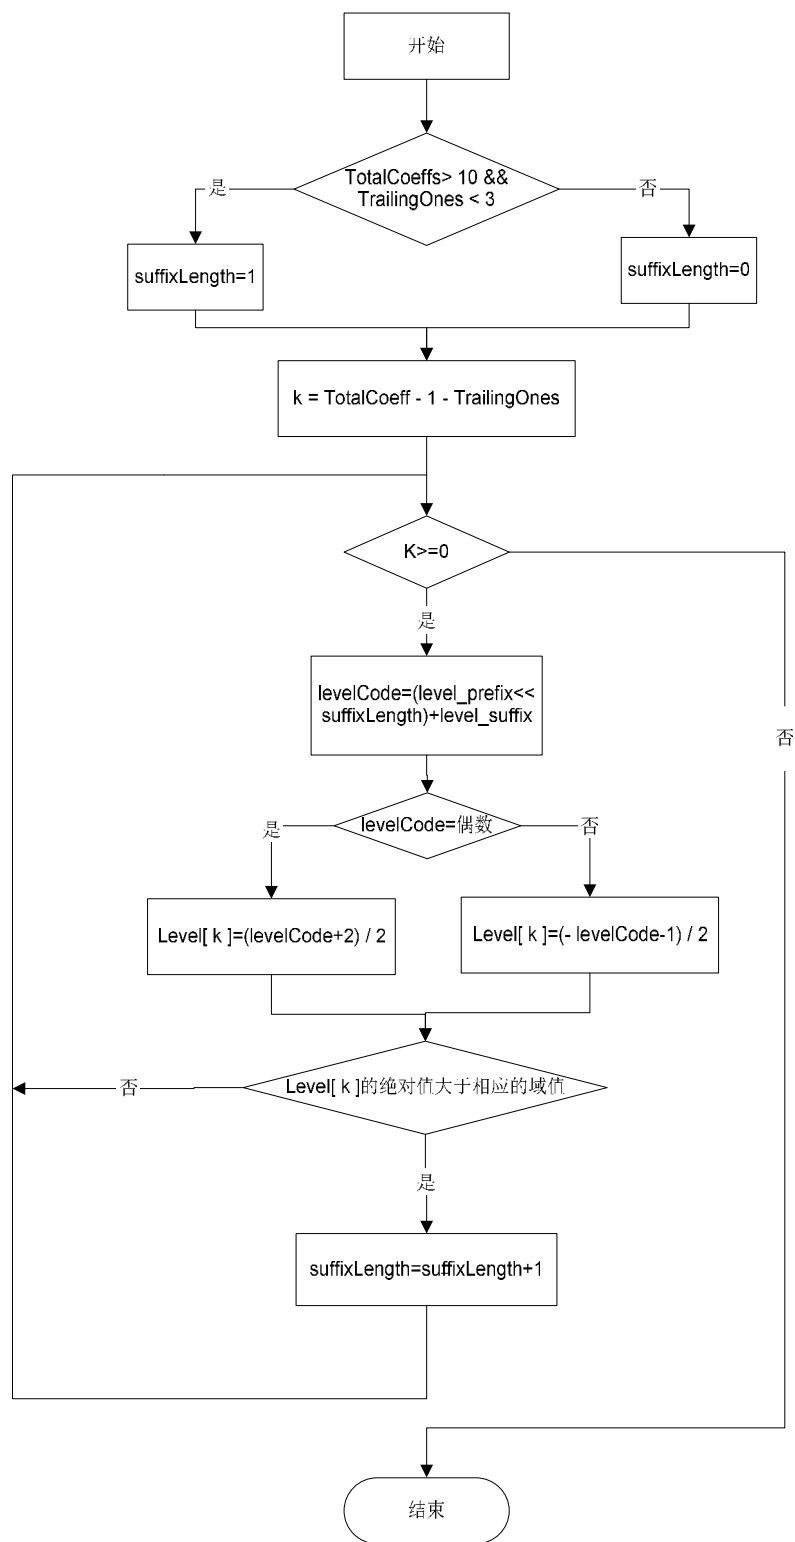 开始
TotalCoeffs> 10 &&
TrailingOnes < 3
是
否
suffixLength=1
suffixLength=0
k = TotalCoeff - 1 - TrailingOnes
K>=0
是
levelCode=(level_prefix<<
suffixLength)+level_suffix
否
levelCode=偶数
是
否
Level[ k ]=(levelCode+2) / 2
Level[ k ]=(- levelCode-1) / 2
Level[ k ]的绝对值大于相应的域值
否
是
suffixLength=suffixLength+1
结束